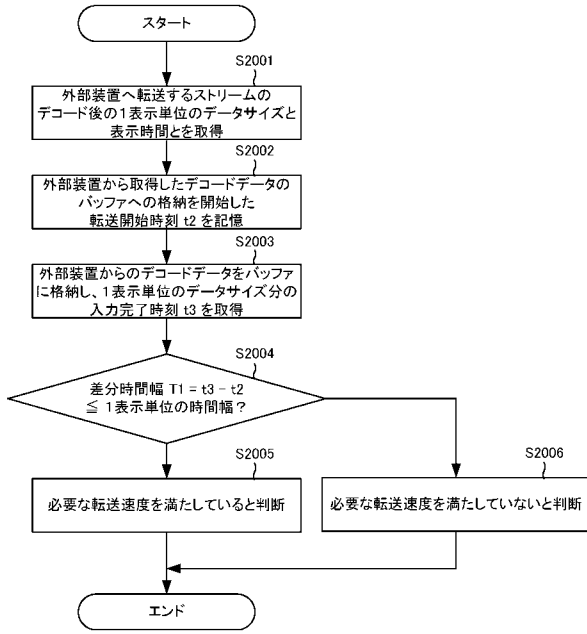 スタート
S2001
外部装置へ転送するストリームの
デコード後の1表示単位のデータサイズと
表示時間とを取得
S2002
外部装置から取得したデコードデータの
バッファへの格納を開始した
転送開始時刻 t2 を記憶
S2003
外部装置からのデコードデータをバッファ
に格納し、1表示単位のデータサイズ分の
入力完了時刻 t3 を取得
S2004
差分時間幅 T1 = t3 – t2
≦ 1表示単位の時間幅?
S2005
必要な転送速度を満たしていると判断
S2006
必要な転送速度を満たしていないと判断
エンド